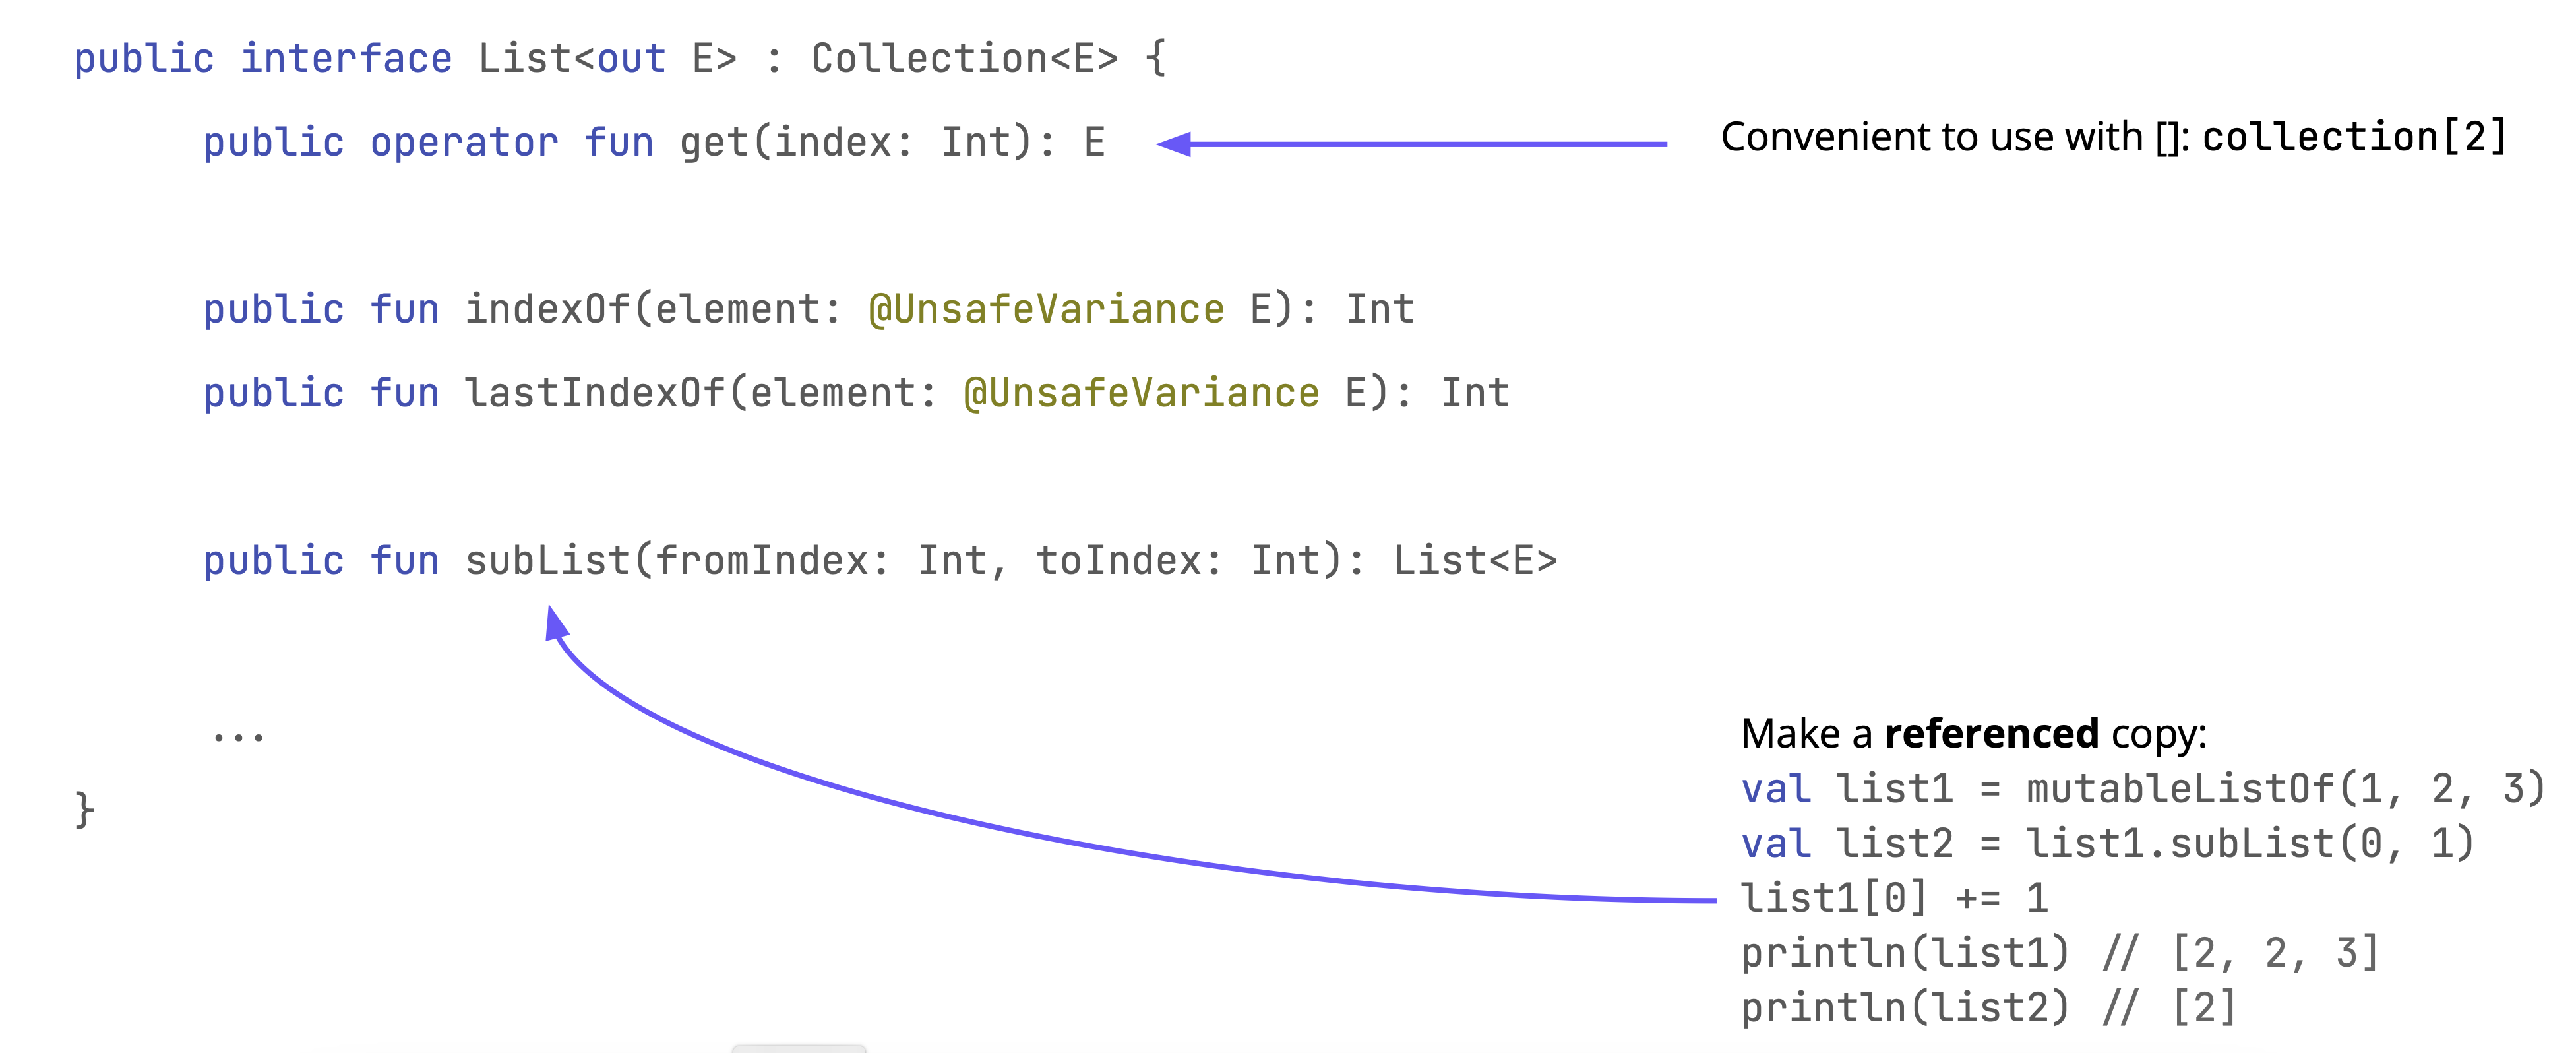 public interface List<out E> : Collection<E> {
public operator fun get(index: Int): E
Convenient to use with []: collection[2]
public fun indexOf(element: @UnsafeVariance E): Int
public fun lastIndexOf(element: @UnsafeVariance E): Int
public fun subList(fromIndex: Int, toIndex: Int): List<E>
...
}
Make a referenced copy:
val list1 = mutableListOf(1, 2, 3)
val list2 = list1.subList(0, 1)
list1[0] += 1
println(list1) // [2, 2, 3]
println(list2) // [2]